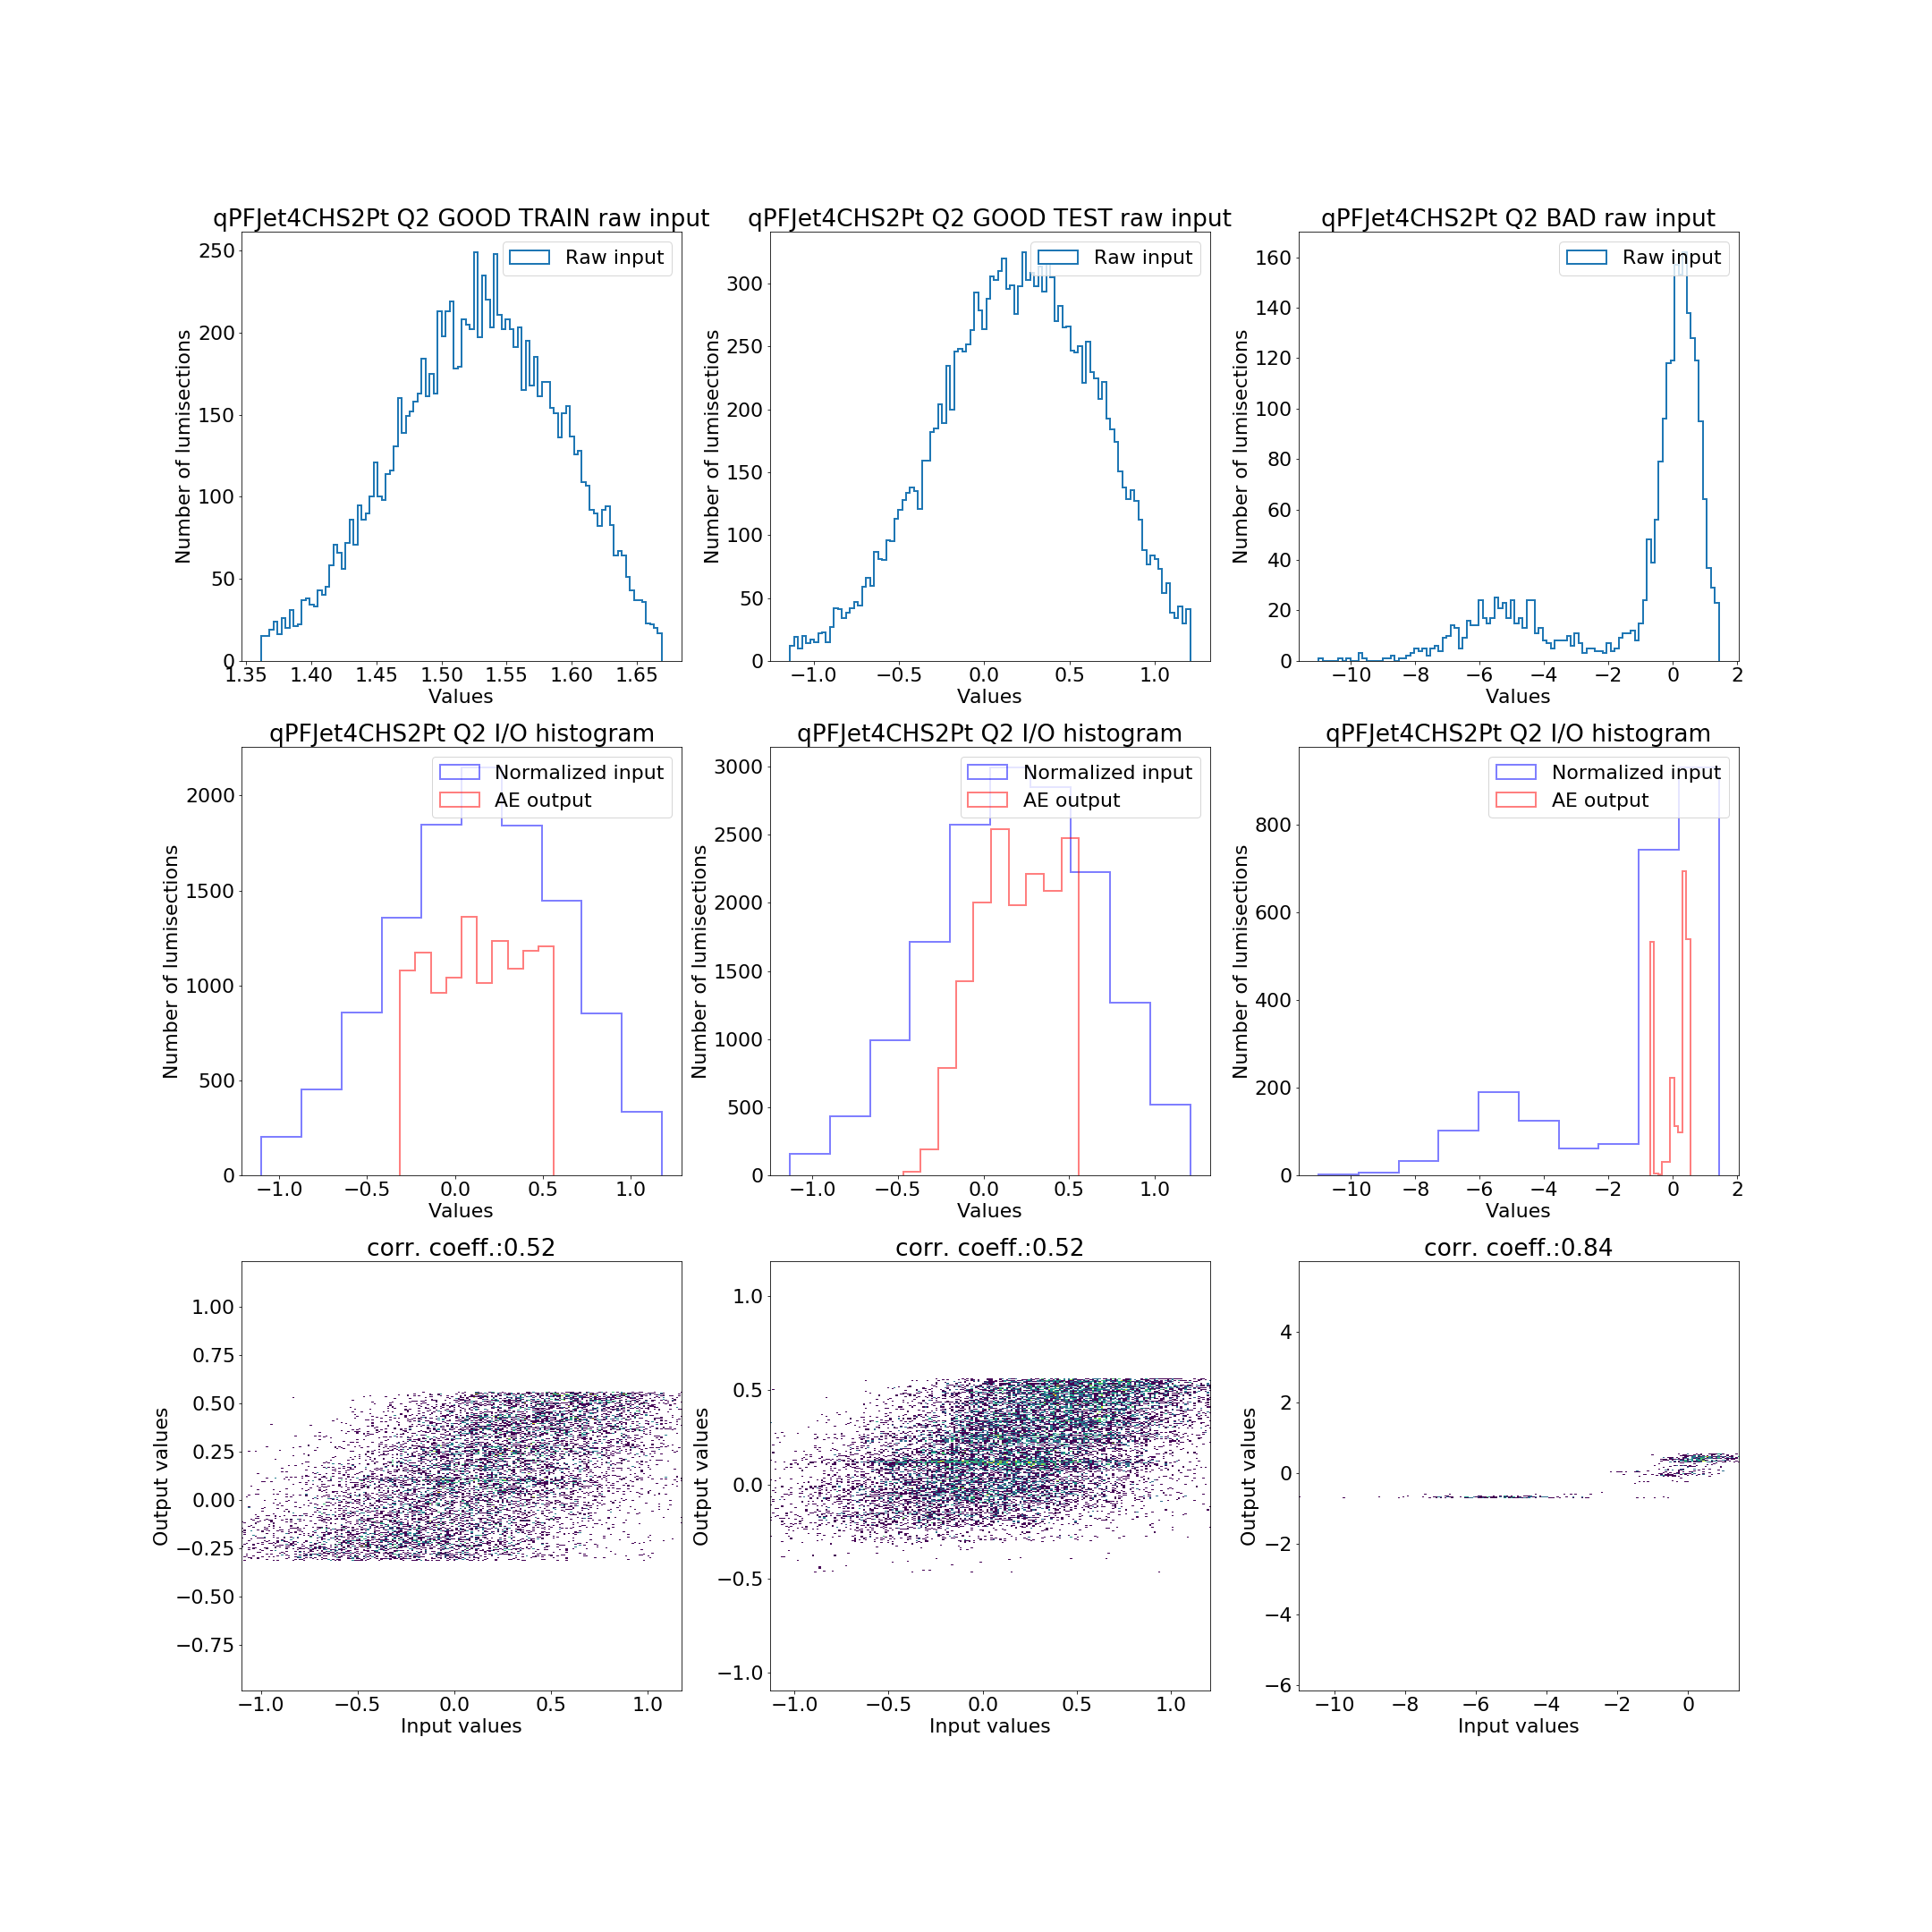 qPFJet4CHS2Pt Q2 GOOD TRAIN raw input
Raw input
Number of lumisections
250
200
150
100
50
0
1.35 1.40 1.45 1.50 1.55 1.60 1.65
Values
qPFJet4CHS2Pt Q2 GOOD TEST raw input
Raw input
Number of lumisections
300
250
200
150
100
50
0
−1.0 −0.5 0.0 0.5 1.0
Values
qPFJet4CHS2Pt Q2 BAD raw input
Raw input
Number of lumisections
160
140
120
100
80
60
40
20
0
−10 −8 −6 −4 −2 0 2
Values
qPFJet4CHS2Pt Q2 I/O histogram
Normalized input
AE output
Number of lumisections
2000
1500
1000
500
0
−1.0 −0.5 0.0 0.5 1.0
Values
qPFJet4CHS2Pt Q2 I/O histogram
Normalized input
AE output
Number of lumisections
3000
2500
2000
1500
1000
500
0
−1.0 −0.5 0.0 0.5 1.0
Values
qPFJet4CHS2Pt Q2 I/O histogram
Normalized input
AE output
Number of lumisections
800
600
400
200
0
−10 −8 −6 −4 −2 0 2
Values
corr. coeff.:0.52
Output values
1.00
0.75
0.50
0.25
0.00
−0.25
−0.50
−0.75
−1.0 −0.5 0.0 0.5 1.0
Input values
corr. coeff.:0.52
Output values
1.0
0.5
0.0
−0.5
−1.0
−1.0 −0.5 0.0 0.5 1.0
Input values
corr. coeff.:0.84
Output values
4
2
0
−2
−4
−6
−10 −8 −6 −4 −2 0
Input values